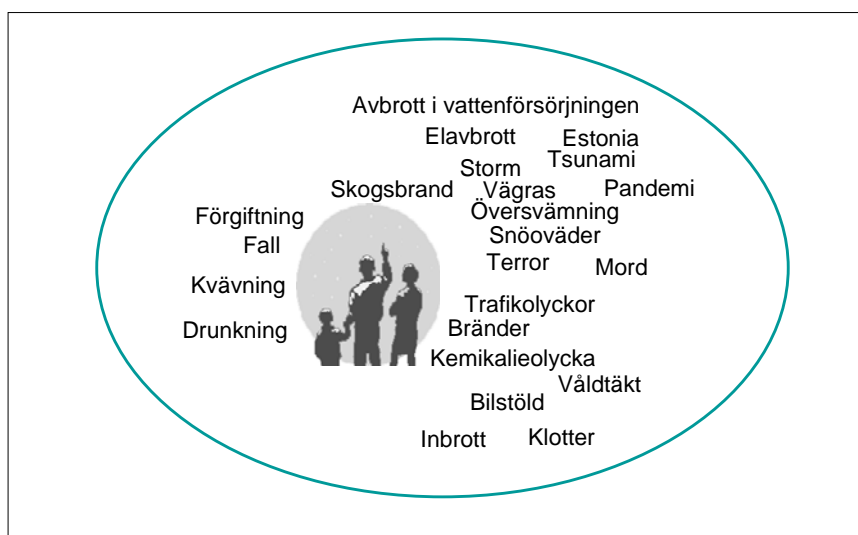 Avbrott i vattenförsörjningen
Elavbrott
Estonia
Tsunami
Storm
Skogsbrand
Vägras
Pandemi
Förgiftning
Översvämning
Fall
Snöoväder
Terror
Mord
Kvävning
Trafikolyckor
Drunkning
Bränder
Kemikalieolycka
Våldtäkt
Bilstöld
Inbrott
Klotter